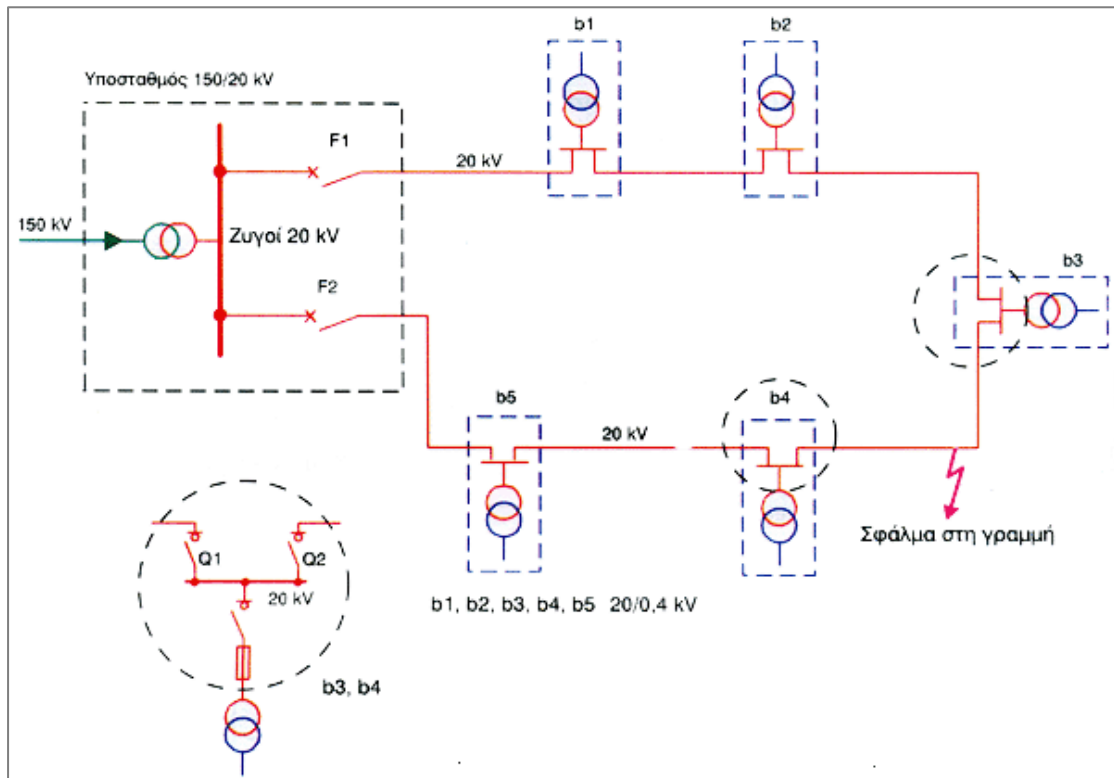 b1
b2
Υποσταθμός 150/20 kV
F1
20 kV
150 kV
Ζυγοί 20 kV
b3
F2
b5
b4
20 kV
Σφάλμα στη γραμμή
Q1
Q2
20 kV
b1, b2, b3, b4, b5 20/0,4 kV
b3, b4